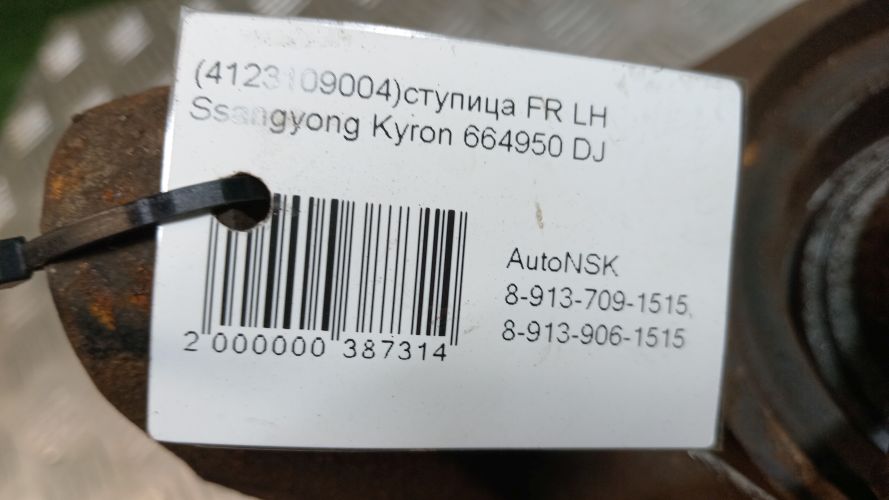 (4123109004)ступица FR LH
Ssangyong Kyron 664950 DJ
AutoNSK
8-913-709-1515,
8-913-906-1515
2 000000 387314